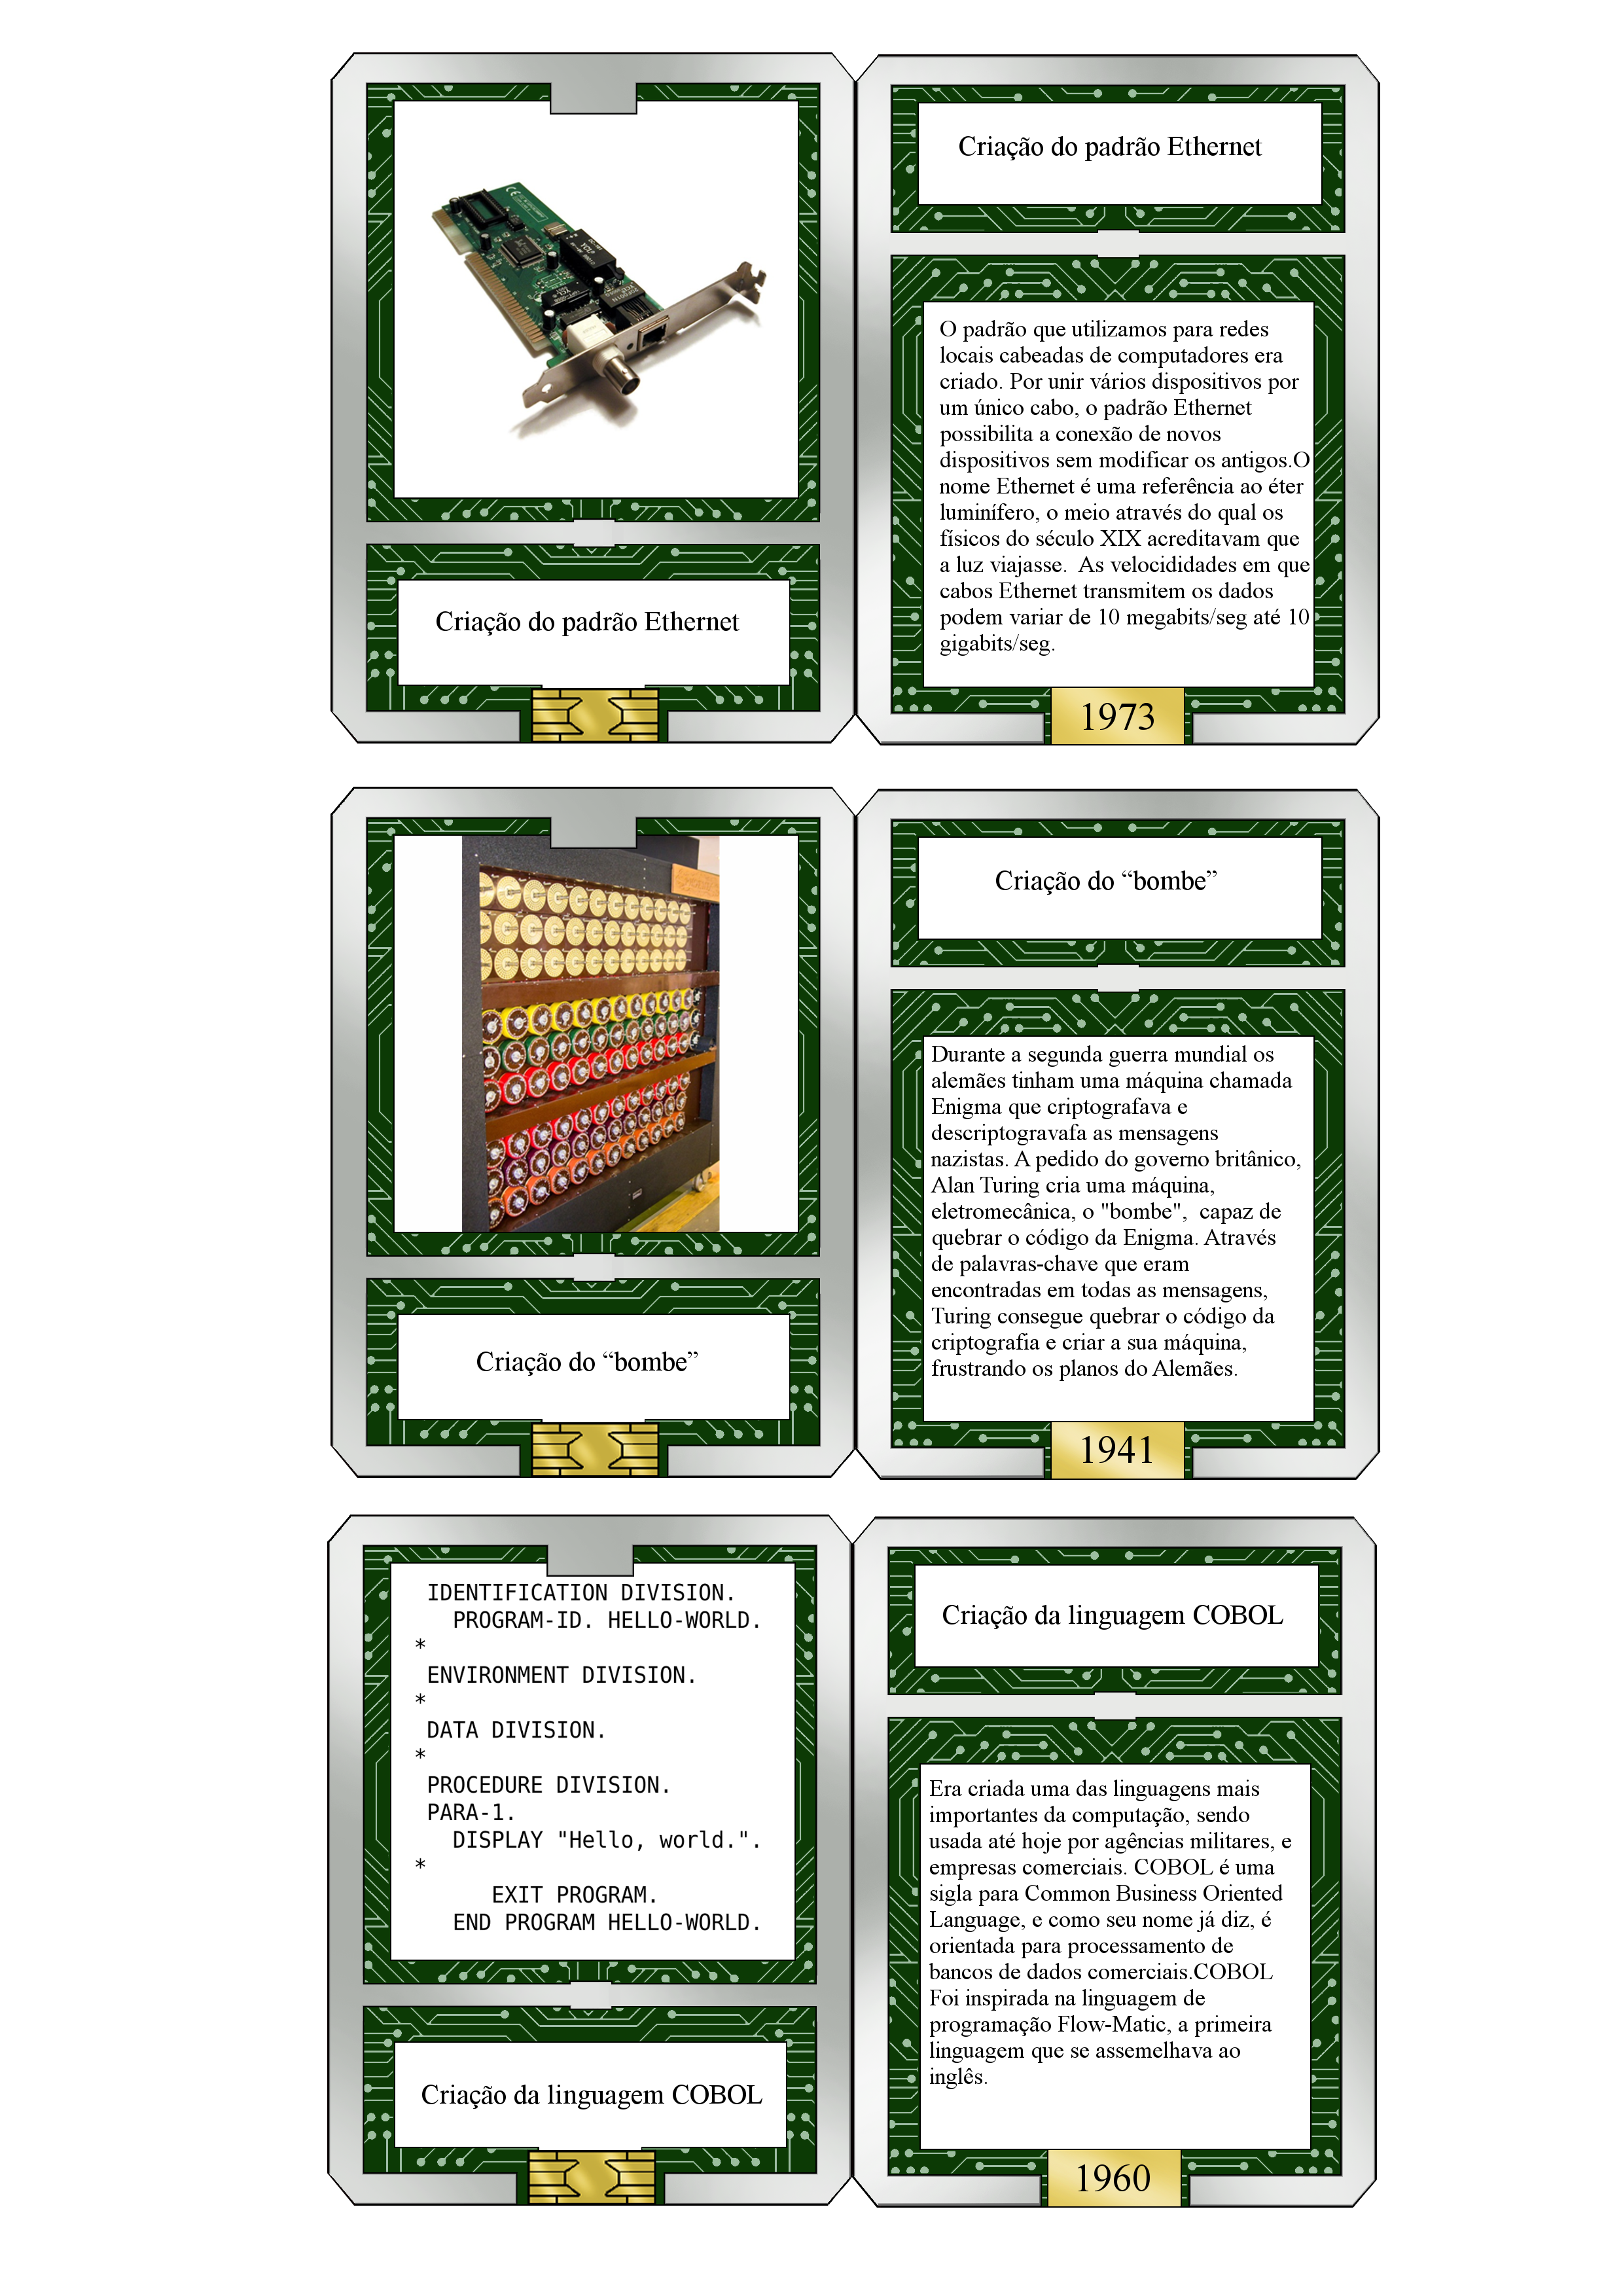 Criação do padrão Ethernet
Criação do padrão Ethernet
O padrão que utilizamos para redes
locais cabeadas de computadores era
criado. Por unir vários dispositivos por
um único cabo, o padrão Ethernet
possibilita a conexão de novos
dispositivos sem modificar os antigos.O
nome Ethernet é uma referência ao éter
luminífero, o meio através do qual os
físicos do século XIX acreditavam que
a luz viajasse.  As velocididades em que
cabos Ethernet transmitem os dados
podem variar de 10 megabits/seg até 10
gigabits/seg.
1973
Criação do “bombe”
Criação do “bombe”
Durante a segunda guerra mundial os
alemães tinham uma máquina chamada
Enigma que criptografava e
descriptogravafa as mensagens
nazistas. A pedido do governo britânico,
Alan Turing cria uma máquina,
eletromecânica, o "bombe",  capaz de
quebrar o código da Enigma. Através
de palavras-chave que eram
encontradas em todas as mensagens,
Turing consegue quebrar o código da
criptografia e criar a sua máquina,
frustrando os planos do Alemães.
1941
IDENTIFICATION DIVISION.
PROGRAM-ID. HELLO-WORLD.
*
ENVIRONMENT DIVISION.
*
DATA DIVISION.
*
PROCEDURE DIVISION.
PARA-1.
DISPLAY "Hello, world.".
*
EXIT PROGRAM.
END PROGRAM HELLO-WORLD.
Criação da linguagem COBOL
Criação da linguagem COBOL
Era criada uma das linguagens mais
importantes da computação, sendo
usada até hoje por agências militares, e
empresas comerciais. COBOL é uma
sigla para Common Business Oriented
Language, e como seu nome já diz, é
orientada para processamento de
bancos de dados comerciais.COBOL
Foi inspirada na linguagem de
programação Flow-Matic, a primeira
linguagem que se assemelhava ao
inglês.
1960